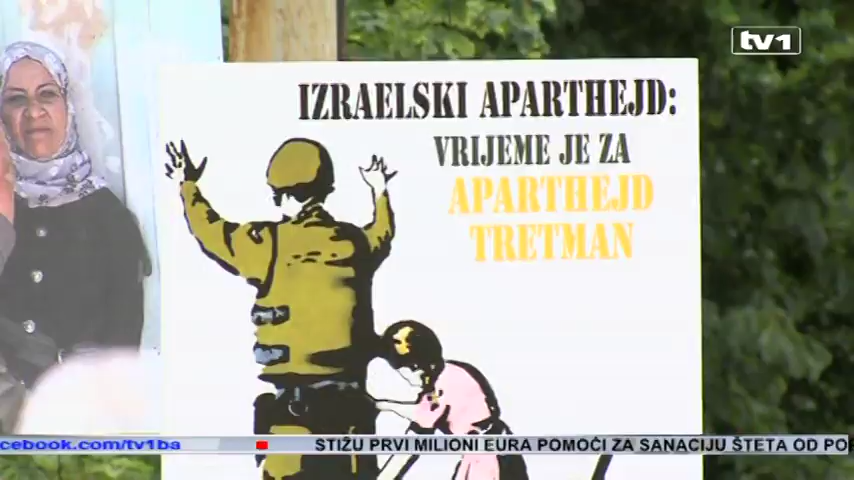 tv1
IZRAELSKI APARTHEJD:
VRIJEME JE ZA
APARTHEJD
TRETMAN
cebook.com/tv1ba
STIŽU PRVI MILIONI EURA POMOĆI ZA SANACIJU ŠTETA OD